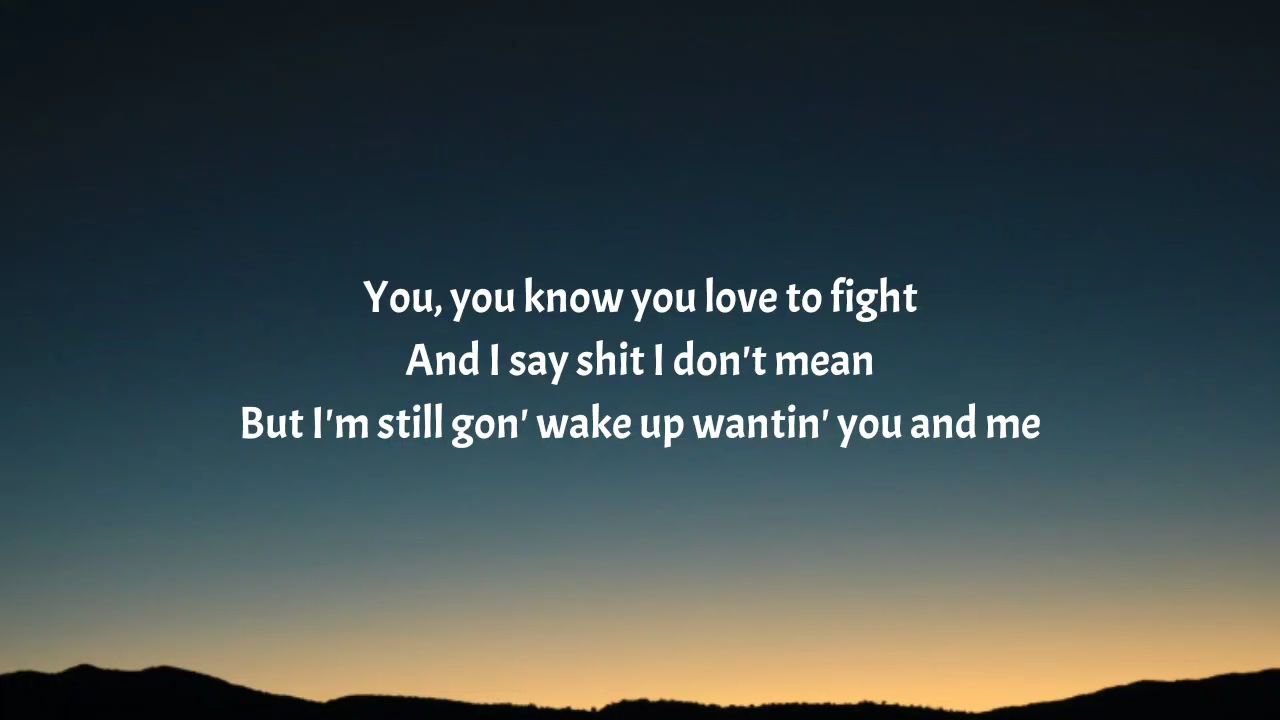 You, you know you love to fight
And I say shit I don't mean
But I'm still gon' wake up wantin' you and me